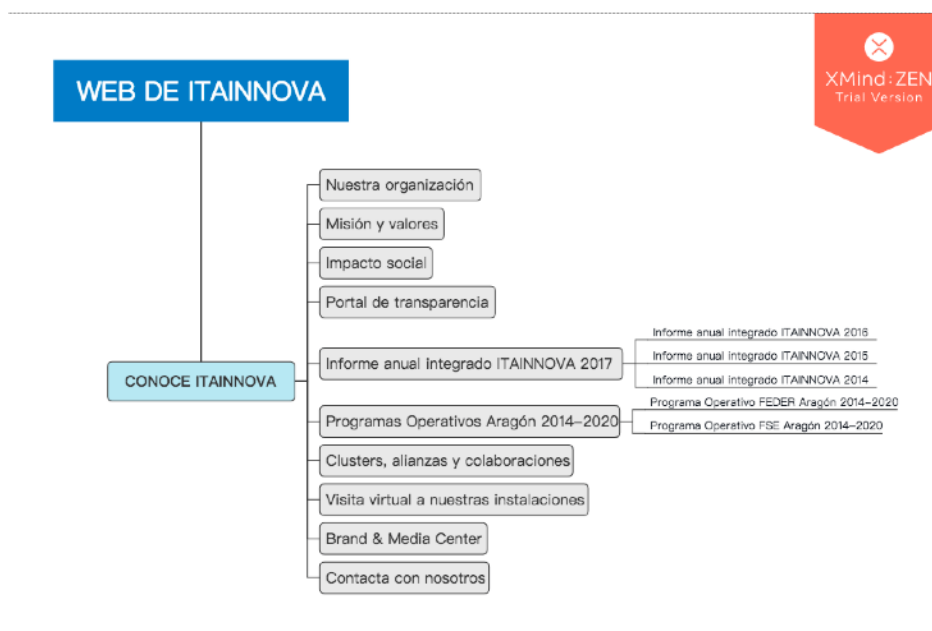 WEB DE ITAINNOVA
XMind:ZEN
Trial Version
Nuestra organización
Misión y valores
Impacto social
Portal de transparencia
CONOCE ITAINNOVA
Informe anual integrado ITAINNOVA 2017
Informe anual integrado ITAINNOVA 2016
Informe anual integrado ITAINNOVA 2015
Informe anual integrado ITAINNOVA 2014
Programas Operativos Aragón 2014–2020
Programa Operativo FEDER Aragón 2014–2020
Programa Operativo FSE Aragón 2014–2020
Clusters, alianzas y colaboraciones
Visita virtual a nuestras instalaciones
Brand & Media Center
Contacta con nosotros